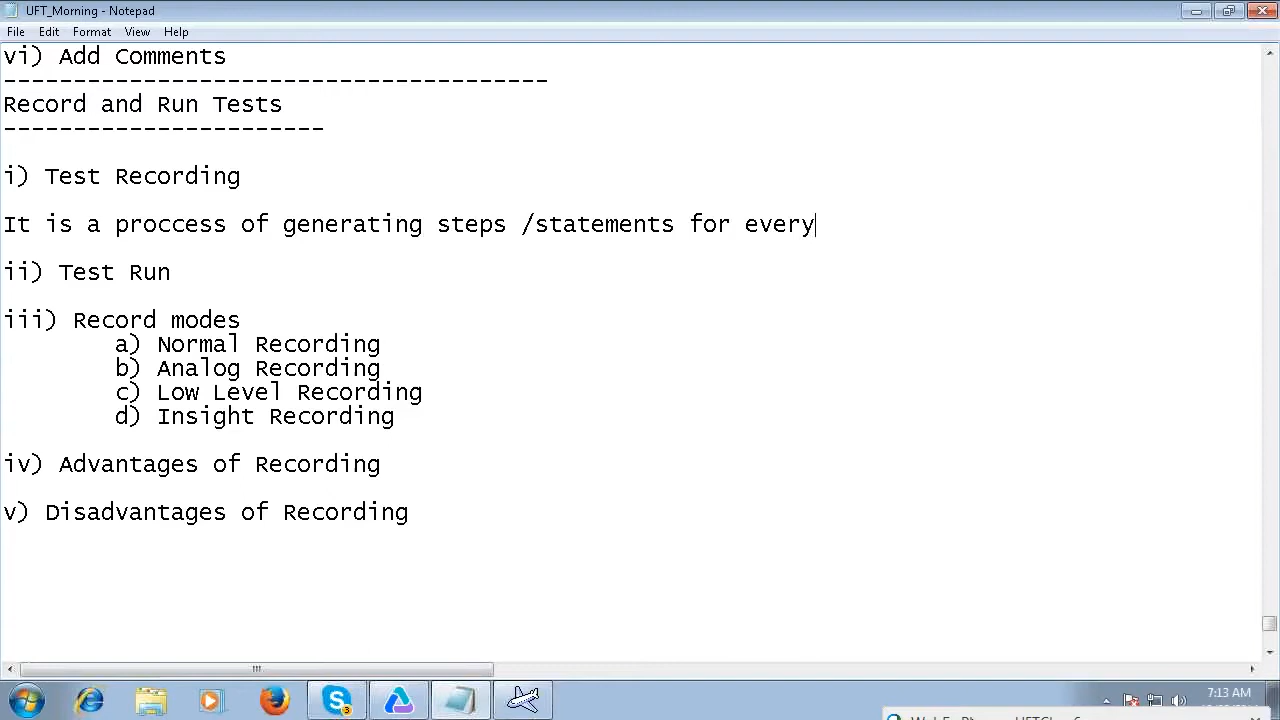 UFT_Morning - Notepad
File Edit Format View Help
vi) Add Comments
---------------------------------------
Record and Run Tests
-----------------------
i) Test Recording
It is a proccess of generating steps /statements for every
ii) Test Run
iii) Record modes
a) Normal Recording
b) Analog Recording
c) Low Level Recording
d) Insight Recording
iv) Advantages of Recording
v) Disadvantages of Recording
3
7:13 AM